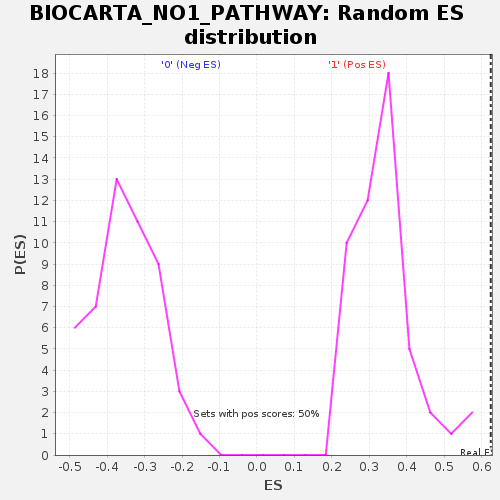 BIOCARTA_NO1_PATHWAY: Random ES
distribution
'0' (Neg ES)
'1' (Pos ES)
18
17
16
15
14
13
12
11
10
9
8
7
6
5
4
3
2
1
0
P(ES)
Sets with pos scores: 50%
Real E
-0.5 -0.4 -0.3 -0.2 -0.1 0.0 0.1 0.2 0.3 0.4 0.5 0.6
ES